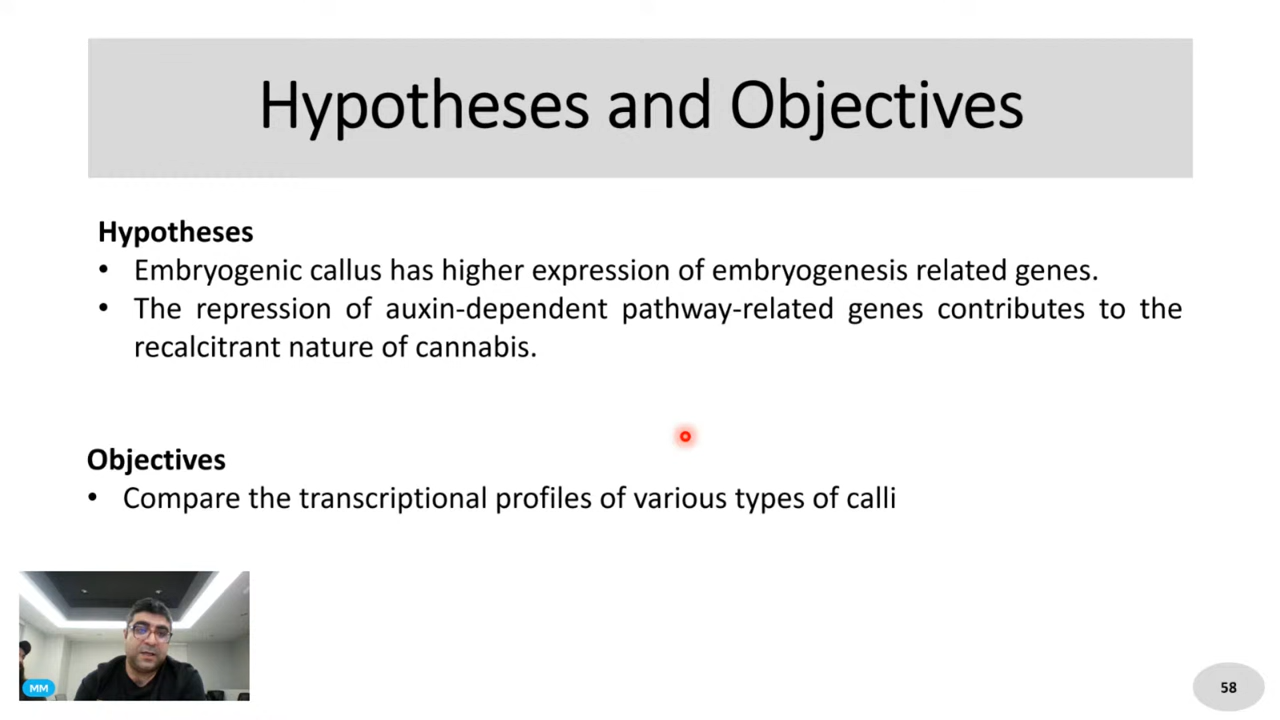 Hypotheses and Objectives
Hypotheses
• Embryogenic callus has higher expression of embryogenesis related genes.
• The repression of auxin-dependent pathway-related genes contributes to the
recalcitrant nature of cannabis.
Objectives
• Compare the transcriptional profiles of various types of calli
MM
58